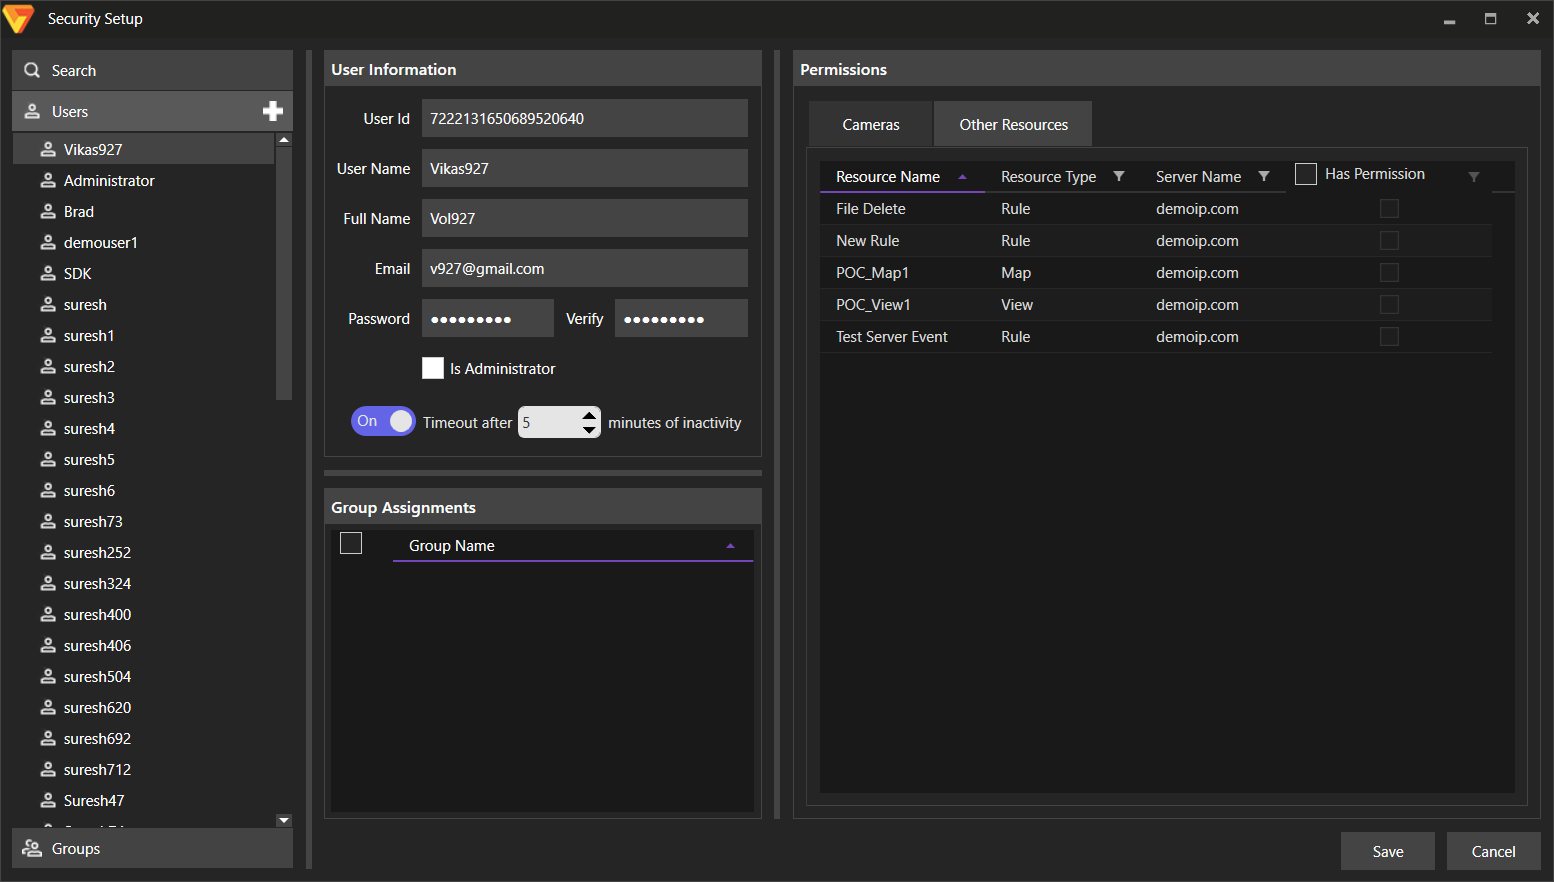 Security Setup
Search
Users
Vikas927
Administrator
Brad
demouser1
SDK
suresh
suresh1
suresh2
suresh3
suresh4
suresh5
suresh6
suresh73
suresh252
suresh324
suresh400
suresh406
suresh504
suresh620
suresh692
suresh712
Suresh47
Groups
User Information
User Id 7222131650689520640
User Name Vikas927
Full Name Vol927
Email v927@gmail.com
Password ●●●●●●●●● Verify ●●●●●●●●●
Is Administrator
On Timeout after 5 minutes of inactivity
Group Assignments
Group Name
Permissions
Cameras Other Resources
Resource Name Resource Type Server Name Has Permission
File Delete Rule demoip.com
New Rule Rule demoip.com
POC_Map1 Map demoip.com
POC_View1 View demoip.com
Test Server Event Rule demoip.com
Save Cancel